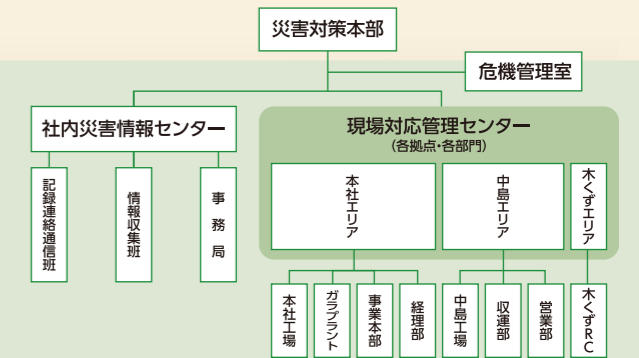 災害対策本部
危機管理室
社内災害情報センター
現場対応管理センター
(各拠点・各部門)
記録連絡通信班
情報収集班
事務局
本社エリア
中島エリア
木くずエリア
本社工場
ガラプラント
事業本部
経理部
中島工場
収運部
営業部
木くずRC